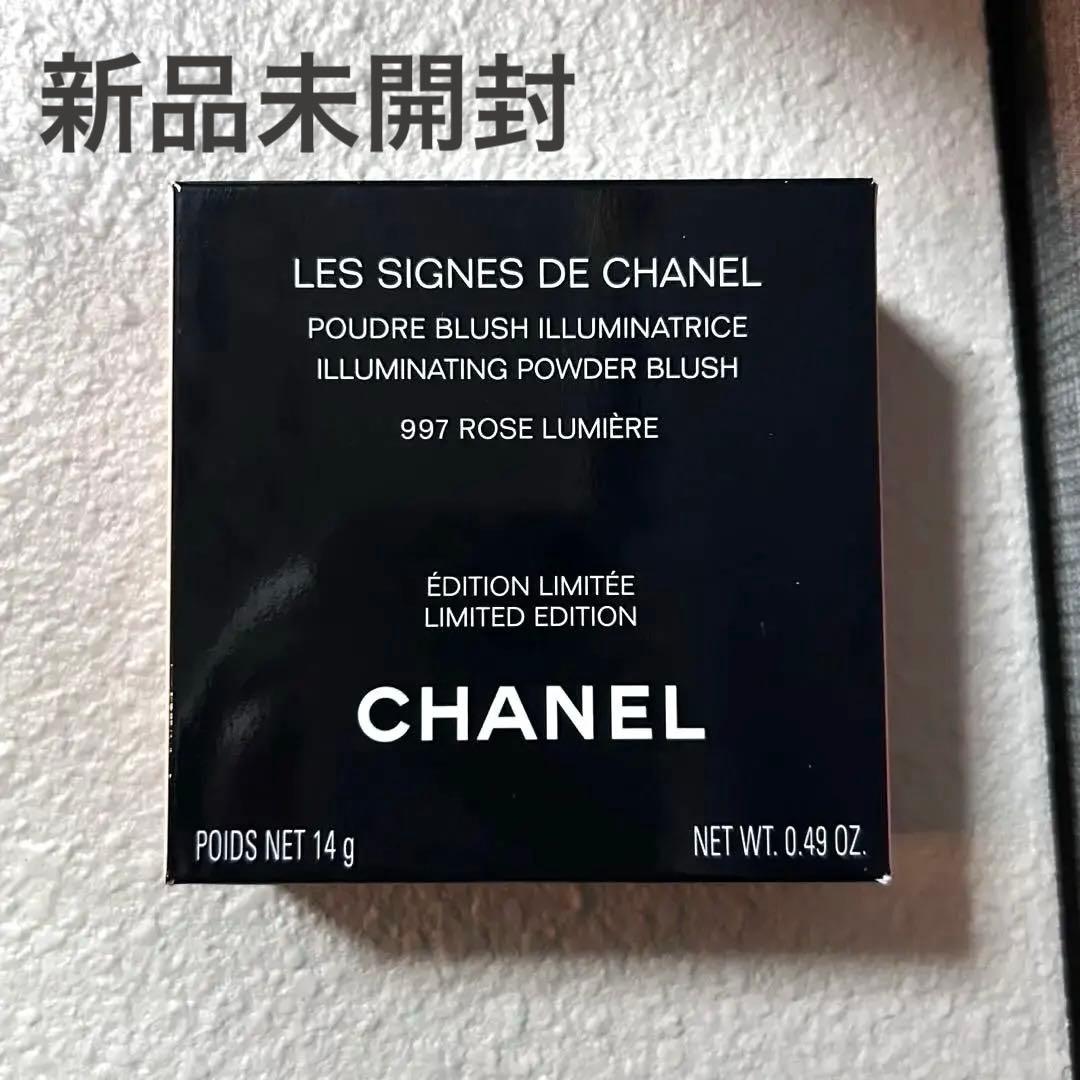 新品未開封
LES SIGNES DE CHANEL
POUDRE BLUSH ILLUMINATRICE
ILLUMINATING POWDER BLUSH
997 ROSE LUMIÈRE
ÉDITION LIMITÉE
LIMITED EDITION
CHANEL
POIDS NET 14 g
NET WT. 0.49 OZ.